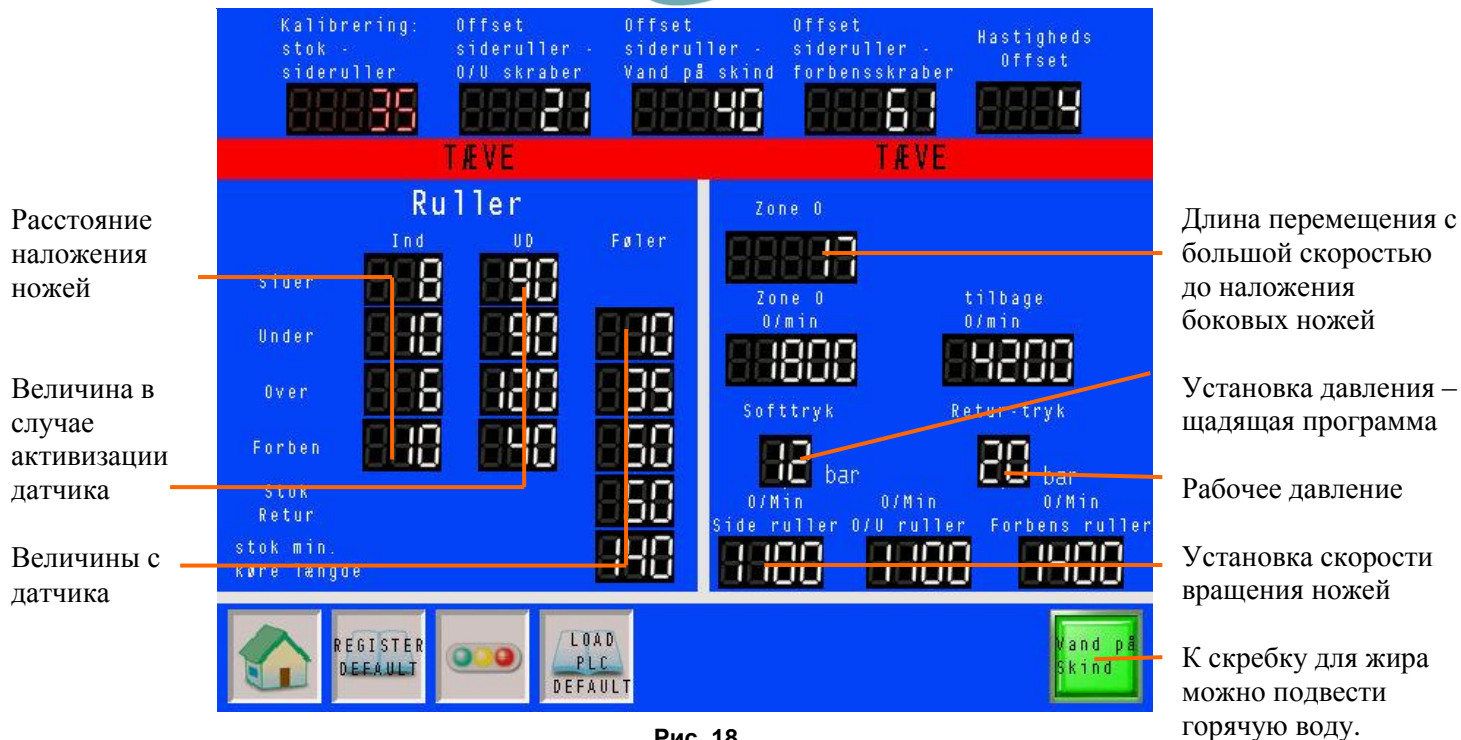 Kalibrering:
stok -
sideruller
35
Offset
sideruller -
O/U skraber
21
Offset
sideruller -
Vand på skind
40
Offset
sideruller -
forbensskraber
61
Hastigheds
Offset
4
TÆVE TÆVE
Расстояние
наложения
ножей
Величина в
случае
активизации
датчика
Величины с
датчика
Ruller
Ind UD Føler
Sider 8 90
Under 10 90 10
Over 6 120 35
Forben 10 40 50
Stok
Retur 50
stok min.
køre længde 140
Zone 0
17
Zone 0 tilbage
O/min O/min
1800 4200
Softtryk Retur-tryk
12 bar 20 bar
O/Min O/Min O/Min
Side ruller O/U ruller Forbens ruller
1100 1100 1400
Длина перемещения с
большой скоростью
до наложения
боковых ножей
Установка давления –
щадящая программа
Рабочее давление
Установка скорости
вращения ножей
К скребку для жира
можно подвести
горячую воду.
REGISTER
DEFAULT
LOAD
PLC
DEFAULT
Vand på
Skind
Рис. 18